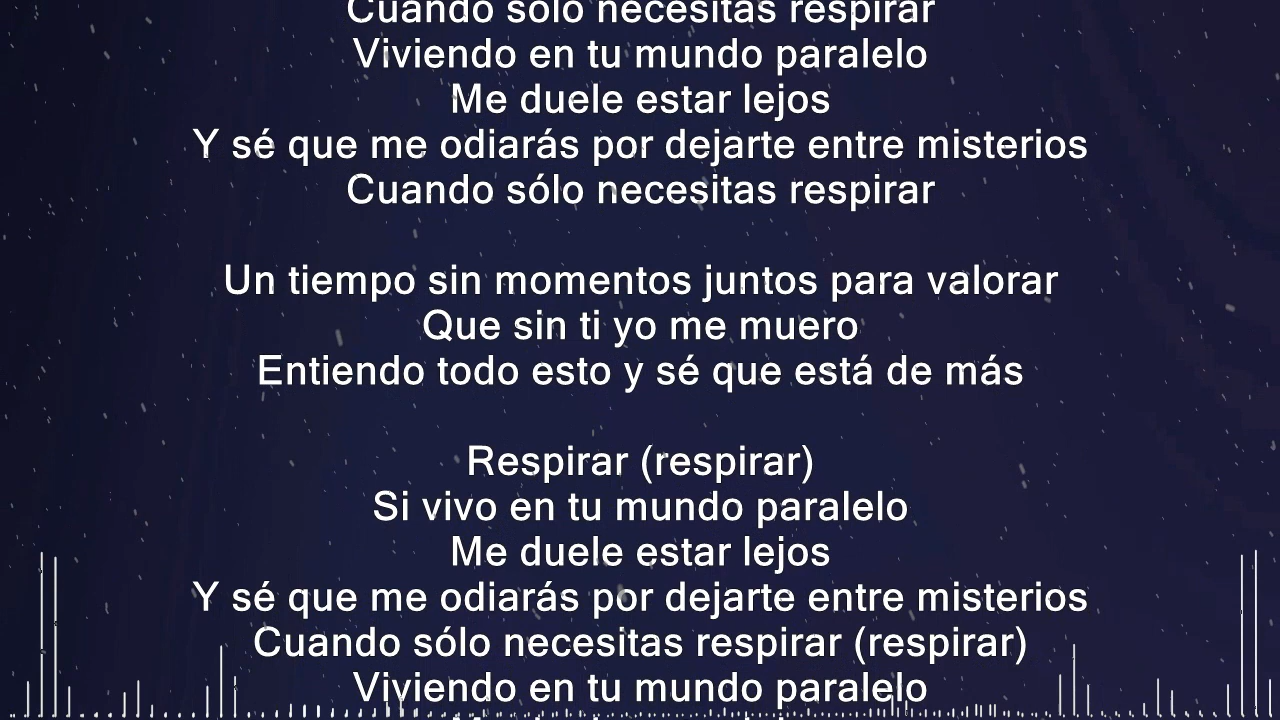 Cuando sólo necesitas respirar
Viviendo en tu mundo paralelo
Me duele estar lejos
Y sé que me odiarás por dejarte entre misterios
Cuando sólo necesitas respirar
Un tiempo sin momentos juntos para valorar
Que sin ti yo me muero
Entiendo todo esto y sé que está de más
Respirar (respirar)
Si vivo en tu mundo paralelo
Me duele estar lejos
Y sé que me odiarás por dejarte entre misterios
Cuando sólo necesitas respirar (respirar)
Viviendo en tu mundo paralelo